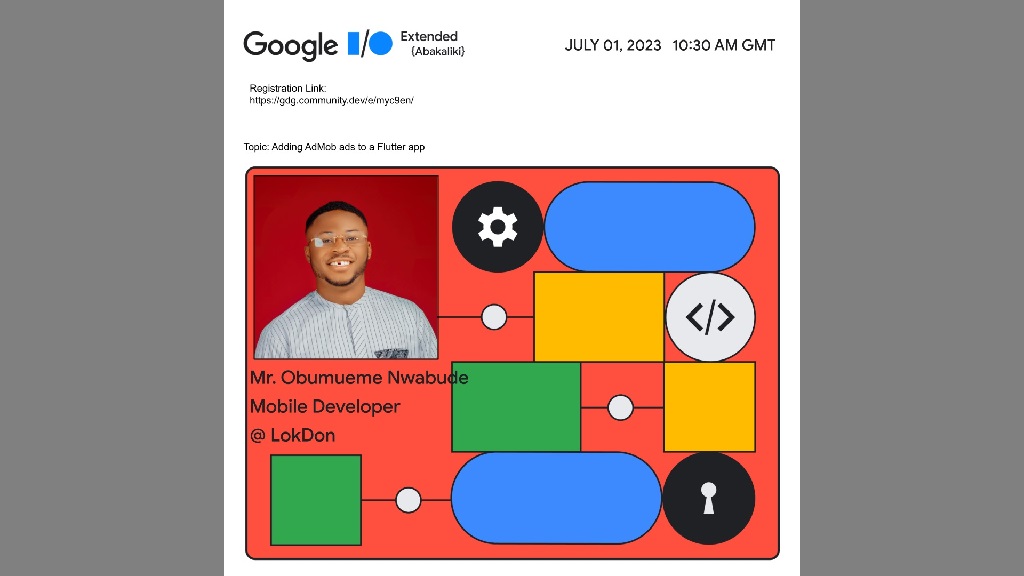 Google I/O Extended
{Abakaliki}
JULY 01, 2023 10:30 AM GMT
Registration Link:
https://gdg.community.dev/e/myc9en/
Topic: Adding AdMob ads to a Flutter app
</>
Mr. Obumueme Nwabude
Mobile Developer
@ LokDon